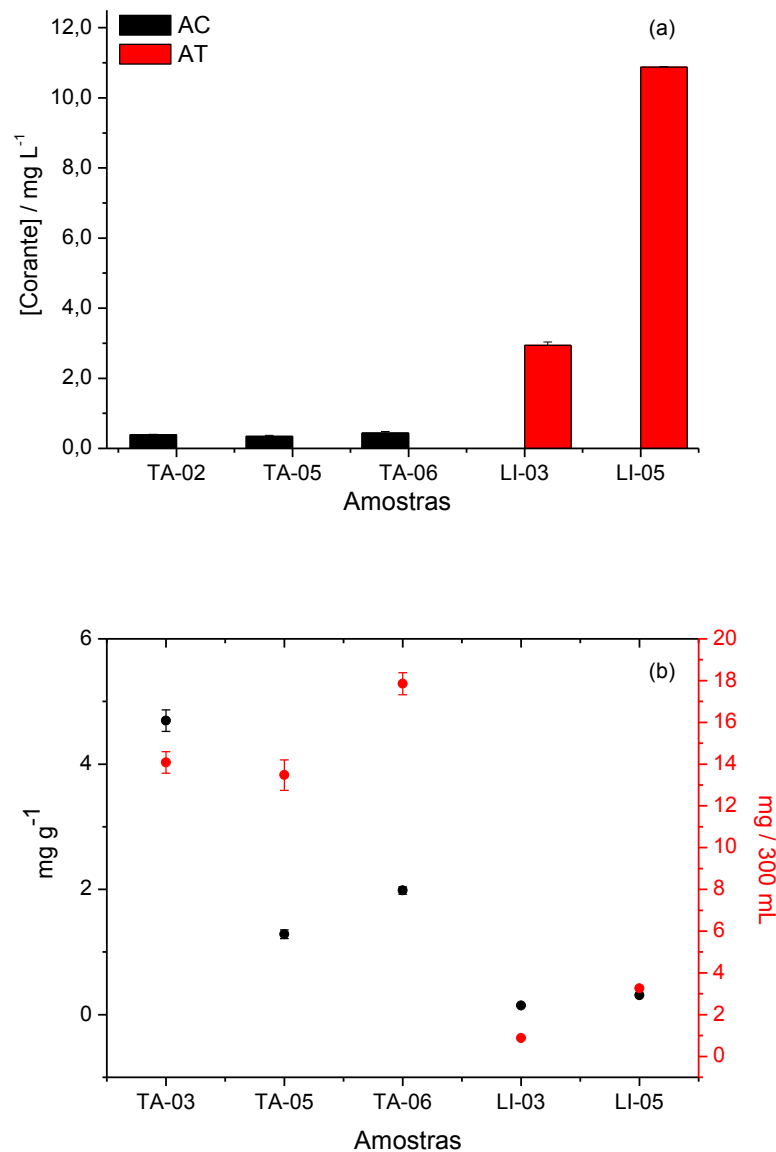 AC
AT
(a)
12,0
10,0
8,0
6,0
4,0
2,0
0,0
[Corante] / mg L⁻¹
TA-02 TA-05 TA-06 LI-03 LI-05
Amostras
(b)
6
4
2
0
mg g⁻¹
20
18
16
14
12
10
8
6
4
2
0
mg / 300 mL
TA-03 TA-05 TA-06 LI-03 LI-05
Amostras